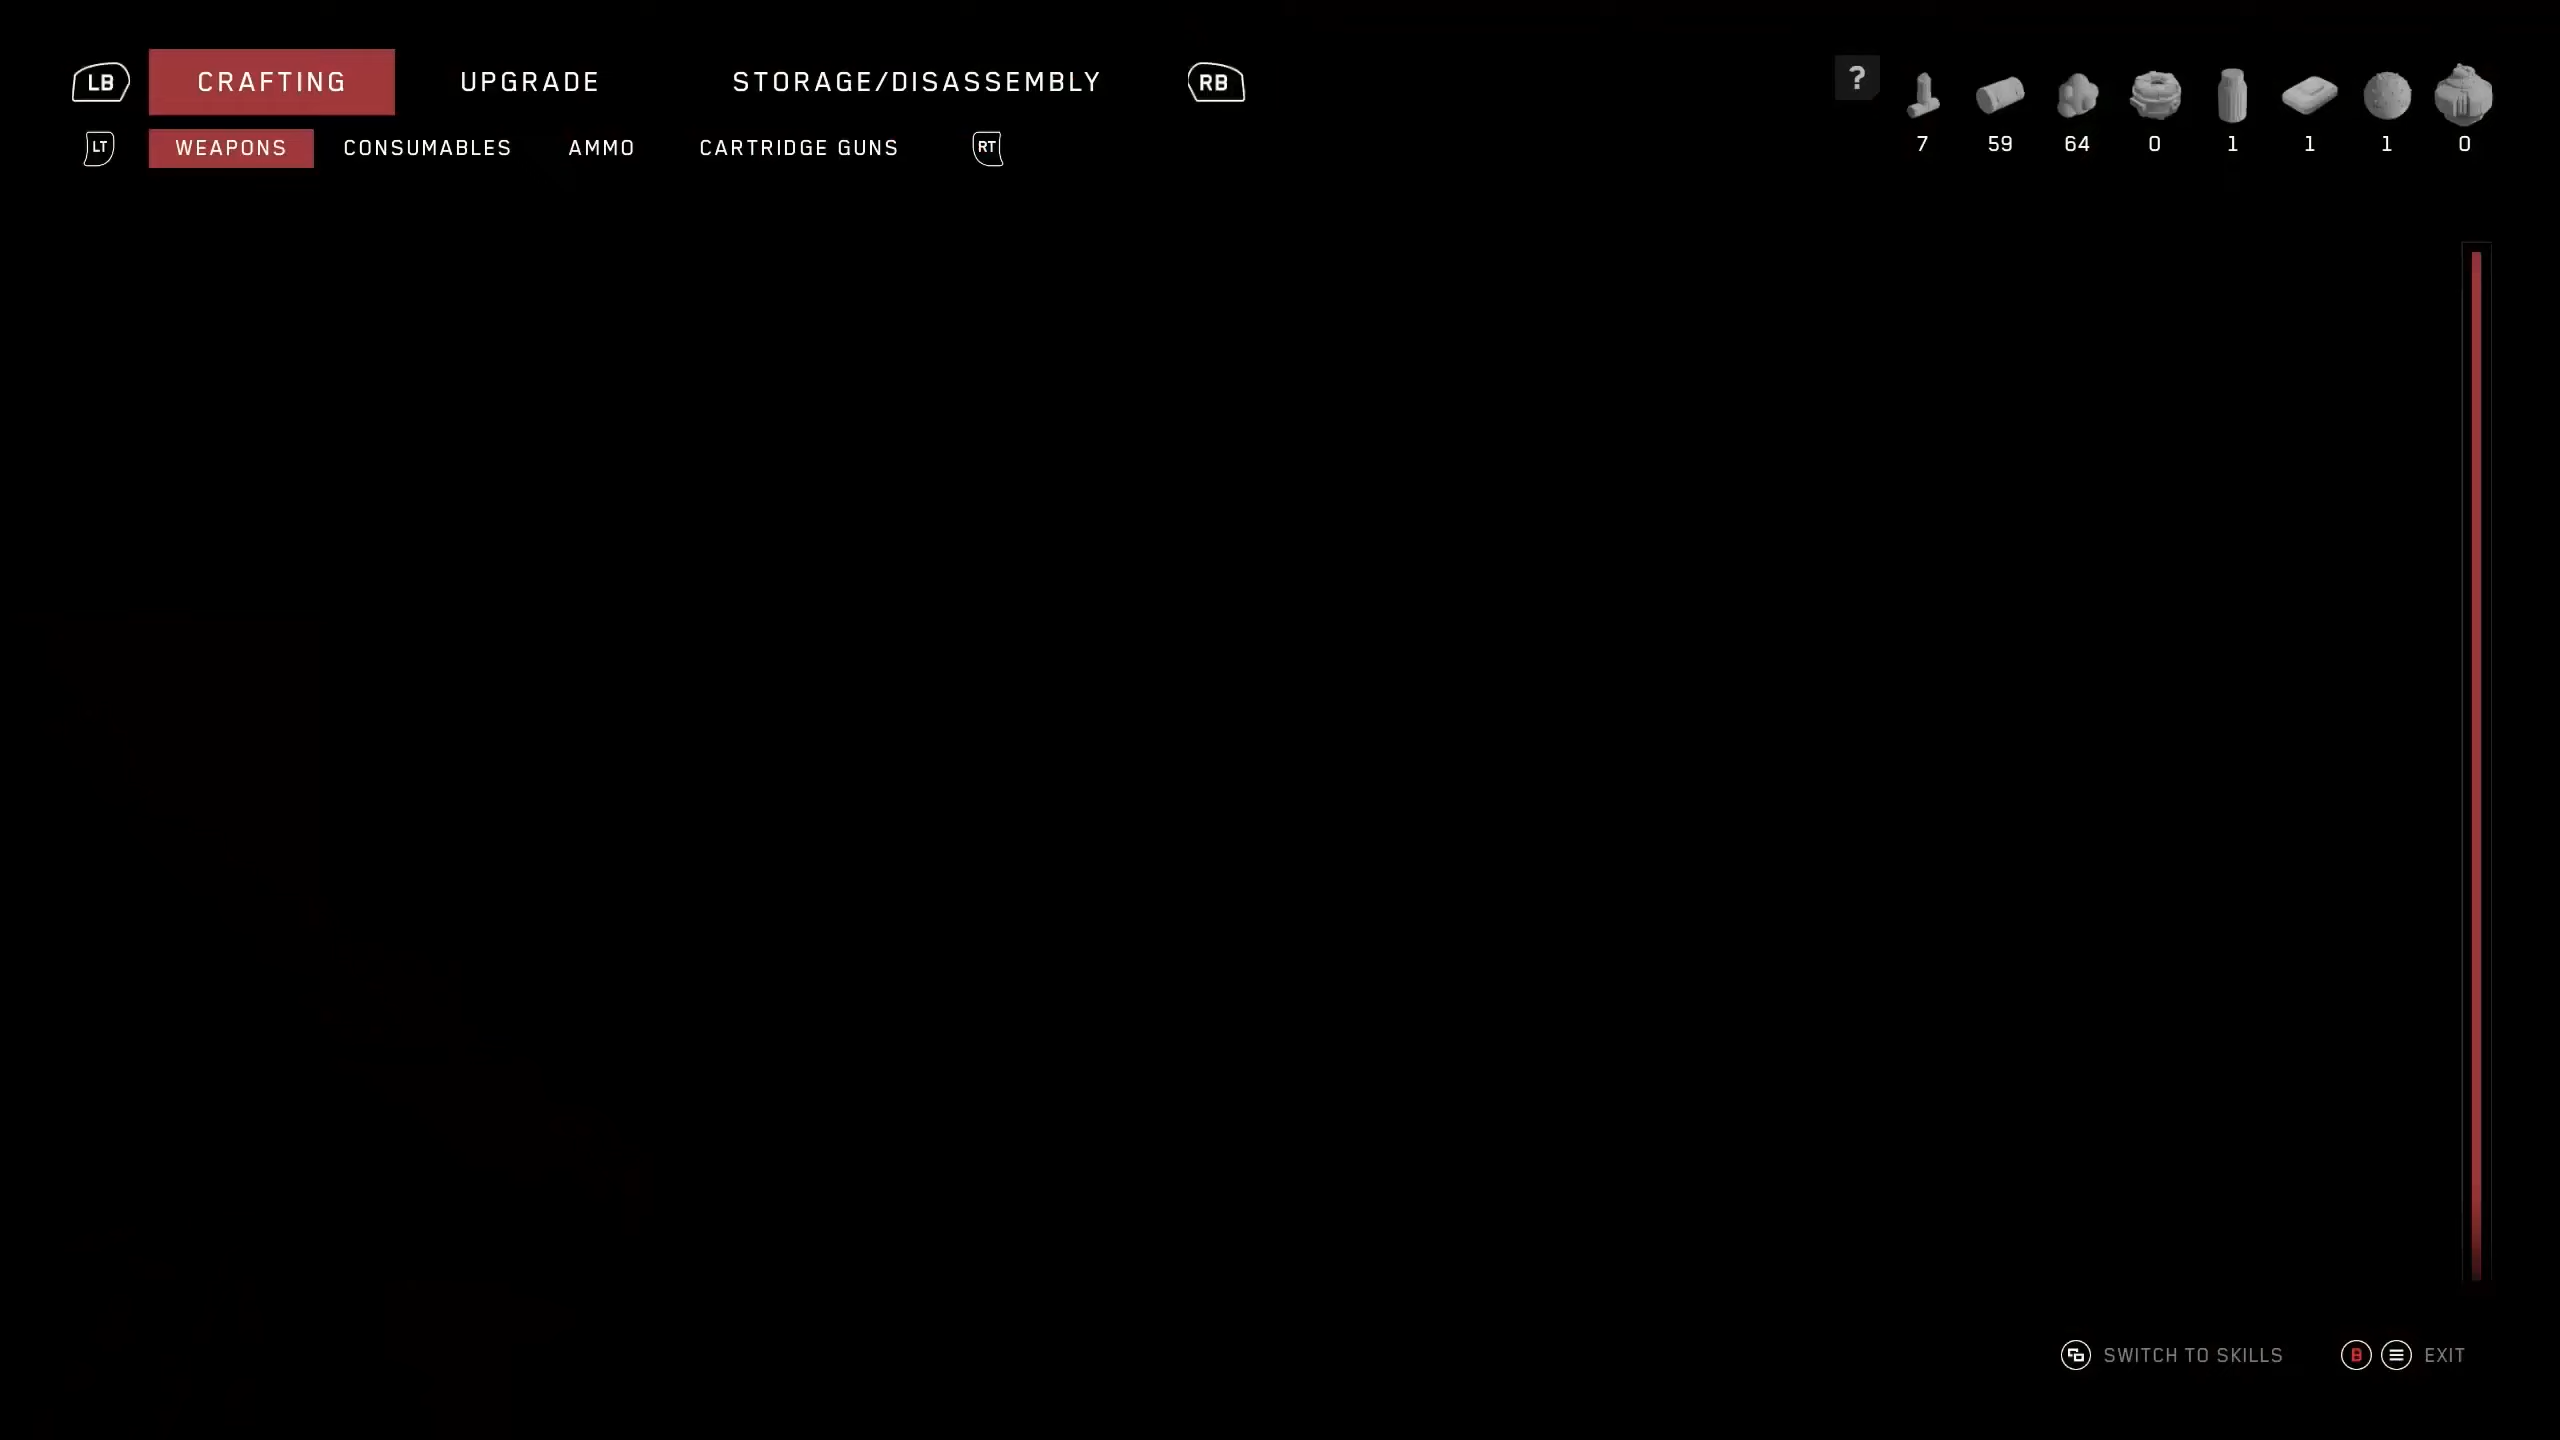 LB CRAFTING UPGRADE STORAGE/DISASSEMBLY RB ?
LT WEAPONS CONSUMABLES AMMO CARTRIDGE GUNS RT
7 59 64 0 1 1 1 0
SWITCH TO SKILLS B EXIT